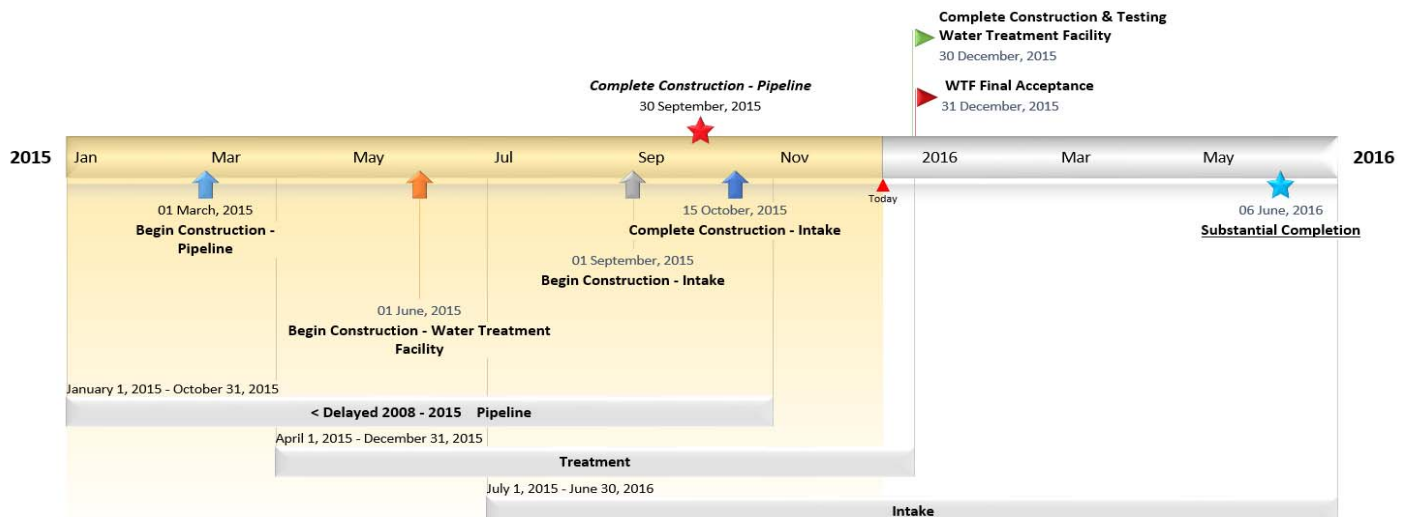 Complete Construction & Testing
Water Treatment Facility
30 December, 2015
Complete Construction - Pipeline
30 September, 2015
WTF Final Acceptance
31 December, 2015
2015 Jan Mar May Jul Sep Nov 2016 Mar May 2016
Today
01 March, 2015
Begin Construction -
Pipeline
15 October, 2015
Complete Construction - Intake
06 June, 2016
Substantial Completion
01 September, 2015
Begin Construction - Intake
01 June, 2015
Begin Construction - Water Treatment
Facility
January 1, 2015 - October 31, 2015
< Delayed 2008 - 2015 Pipeline
April 1, 2015 - December 31, 2015
Treatment
July 1, 2015 - June 30, 2016
Intake